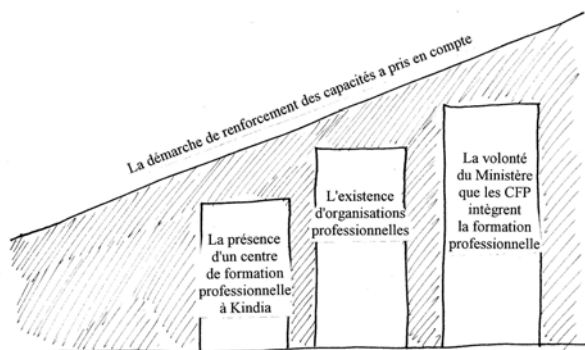 La démarche de renforcement des capacités a pris en compte
La présence
d'un centre
de formation
professionnelle
à Kindia
L'existence
d'organisations
professionnelles
La volonté
du Ministère
que les CFP
intègrent
la formation
professionnelle